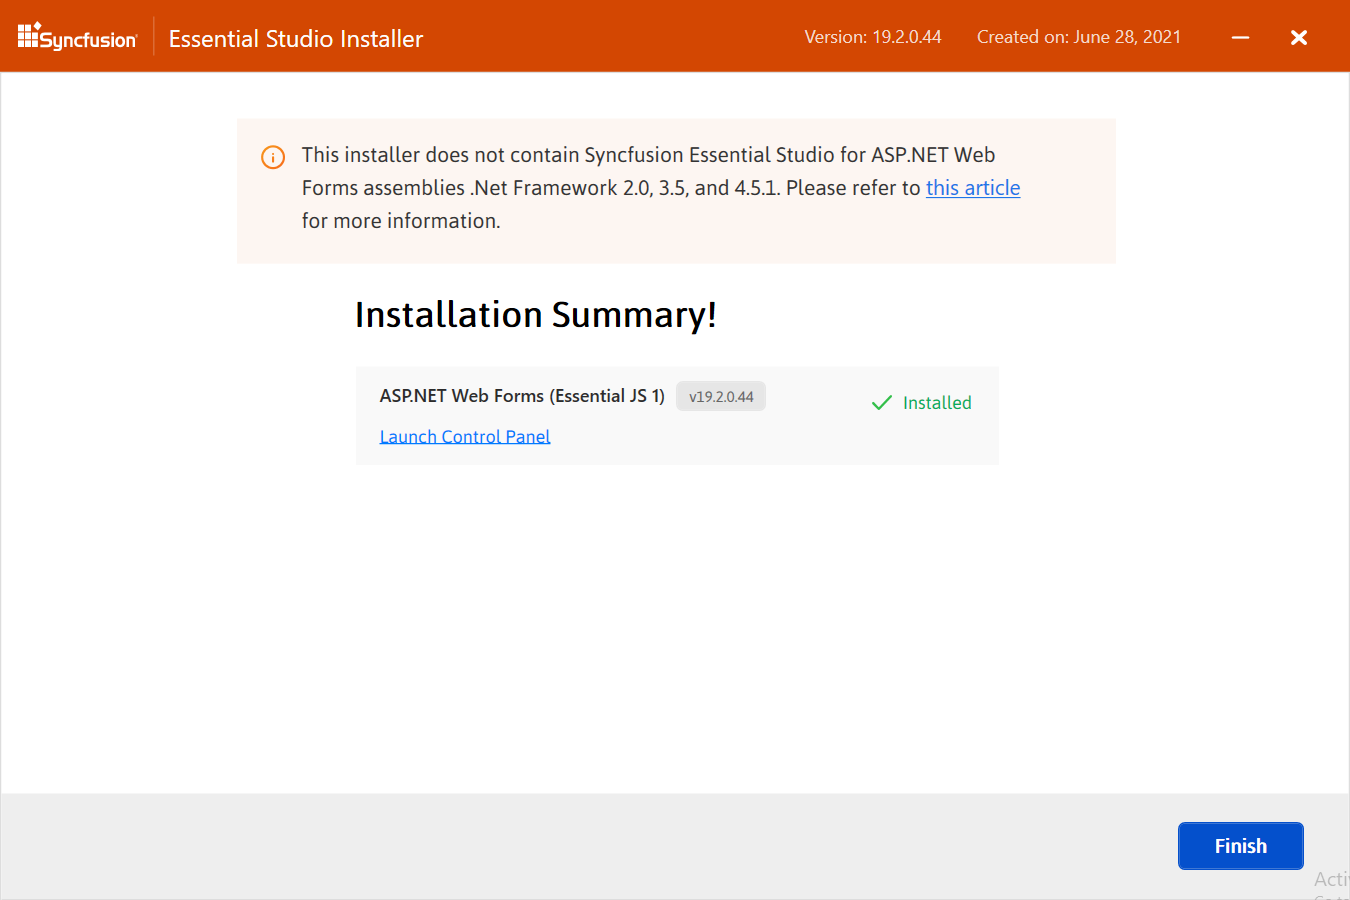 Syncfusion
Essential Studio Installer
Version: 19.2.0.44
Created on: June 28, 2021
This installer does not contain Syncfusion Essential Studio for ASP.NET Web
Forms assemblies .Net Framework 2.0, 3.5, and 4.5.1. Please refer to this article
for more information.
Installation Summary!
ASP.NET Web Forms (Essential JS 1) v19.2.0.44
Installed
Launch Control Panel
Finish
Acti